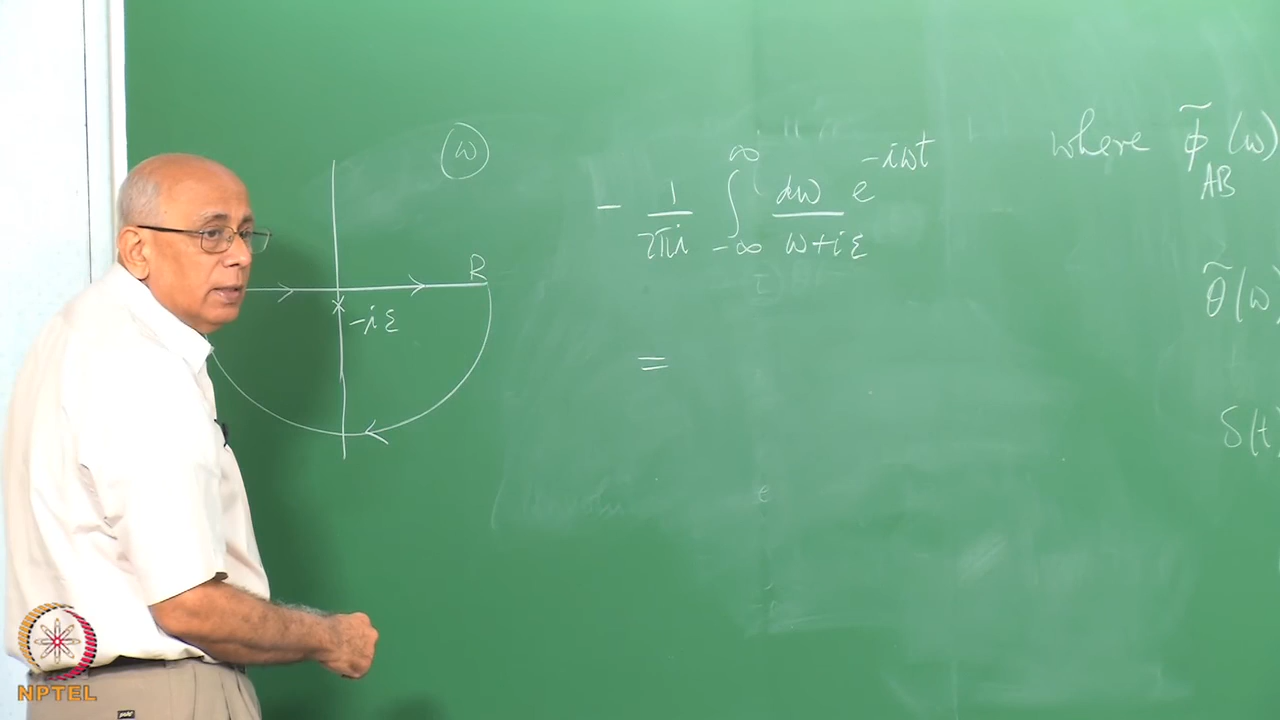 ω
R
-iε
- 1/2πi ∫_{-∞}^{∞} dω e^{-iωt} / ω+iε
=
where φ̃_{AB}(ω)
θ̃(ω)
δ(t)
NPTEL